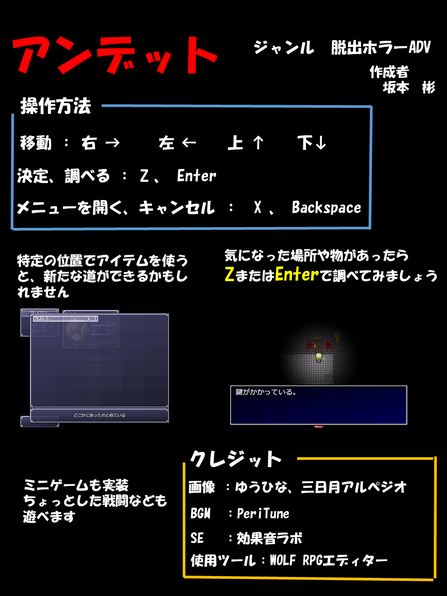 アンデット
ジャンル 脱出ホラーADV
作成者
坂本 彬
操作方法
移動 : 右 → 左 ← 上 ↑ 下↓
決定、調べる : Z 、 Enter
メニューを開く、キャンセル : X 、 Backspace
特定の位置でアイテムを使う
と、新たな道ができるかもし
れません
気になった場所や物があったら
ZまたはEnterで調べてみましょう
どこかにあったのと似ている
鍵がかかっている。
ミニゲームも実装
ちょっとした戦闘なども
遊べます
クレジット
画像 :ゆうひな、三日月アルペジオ
BGM :PeriTune
SE :効果音ラボ
使用ツール:WOLF RPGエディター